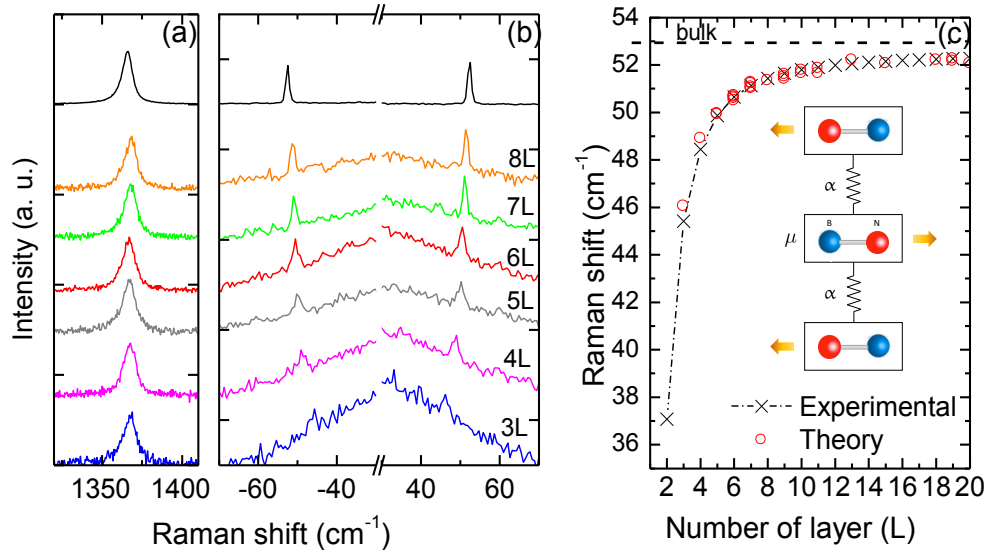 (a)
Intensity (a. u.)
1350 1400
(b)
8L
7L
6L
5L
4L
3L
-60 -40 40 60
Raman shift (cm⁻¹)
(c)
bulk
54
53
52
50
48
46
44
42
40
38
36
Raman shift (cm⁻¹)
α
B N
μ
α
Experimental
Theory
2 4 6 8 10 12 14 16 18 20
Number of layer (L)